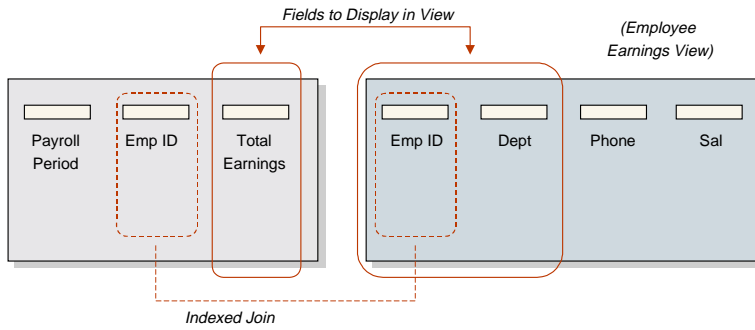 Fields to Display in View
(Employee
Earnings View)
Payroll
Period
Emp ID
Total
Earnings
Emp ID
Dept
Phone
Sal
Indexed Join